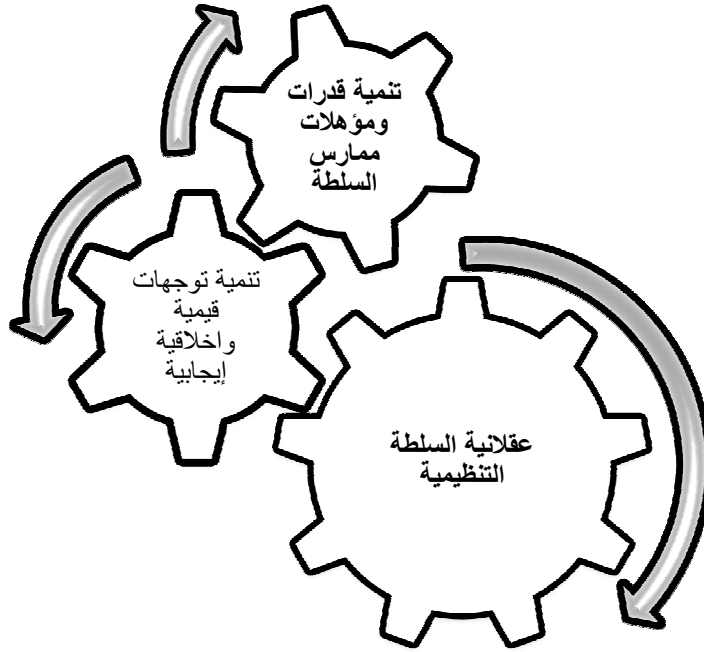 تنمية قدرات
ومؤهلات
ممارس
السلطة
تنمية توجهات
قيمية
واخلاقية
إيجابية
عقلانية السلطة
التنظيمية